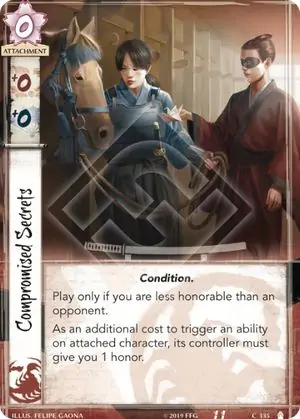 0
ATTACHMENT
+0
+0
Compromised Secrets
Condition.
Play only if you are less honorable than an
opponent.
As an additional cost to trigger an ability
on attached character, its controller must
give you 1 honor.
ILLUS. FELIPE GAONA
© 2019 FFG
11
C 135